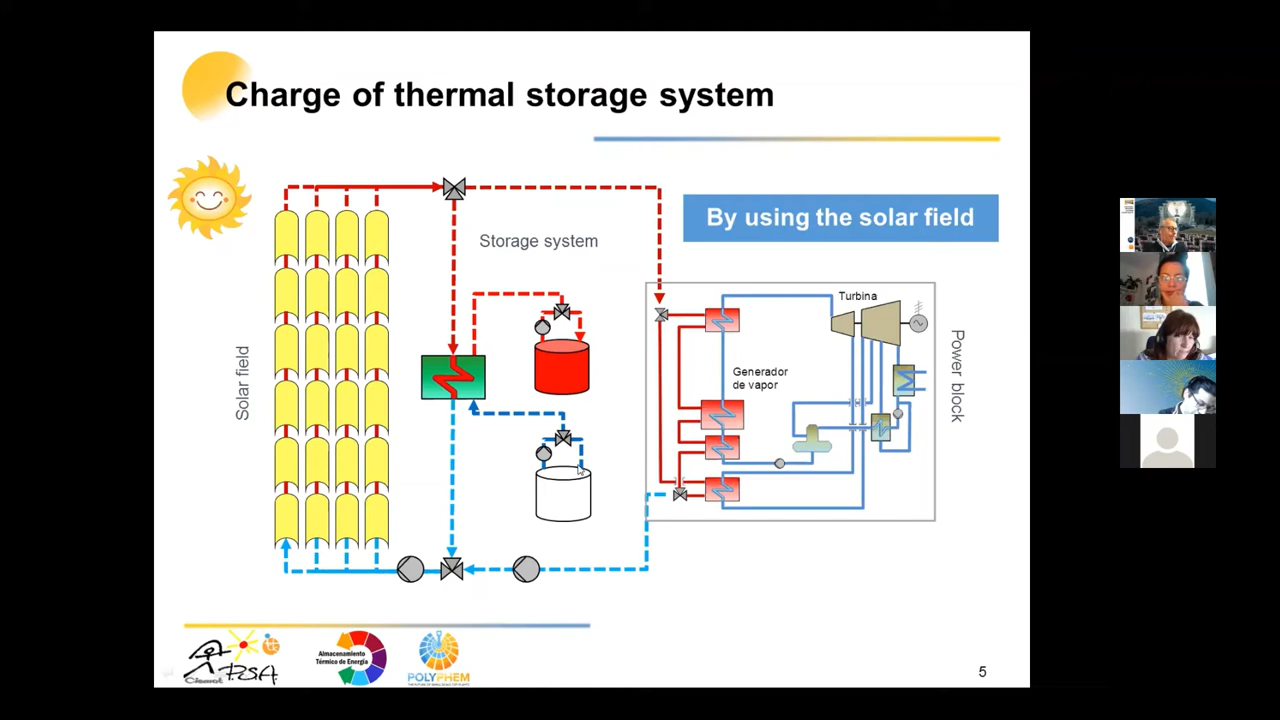 Charge of thermal storage system
By using the solar field
Storage system
Solar field
Turbina
Generador
de vapor
Power block
Almacenamiento
Térmico de Energía
Ciemat
P.S.A
POLYPHEM
5